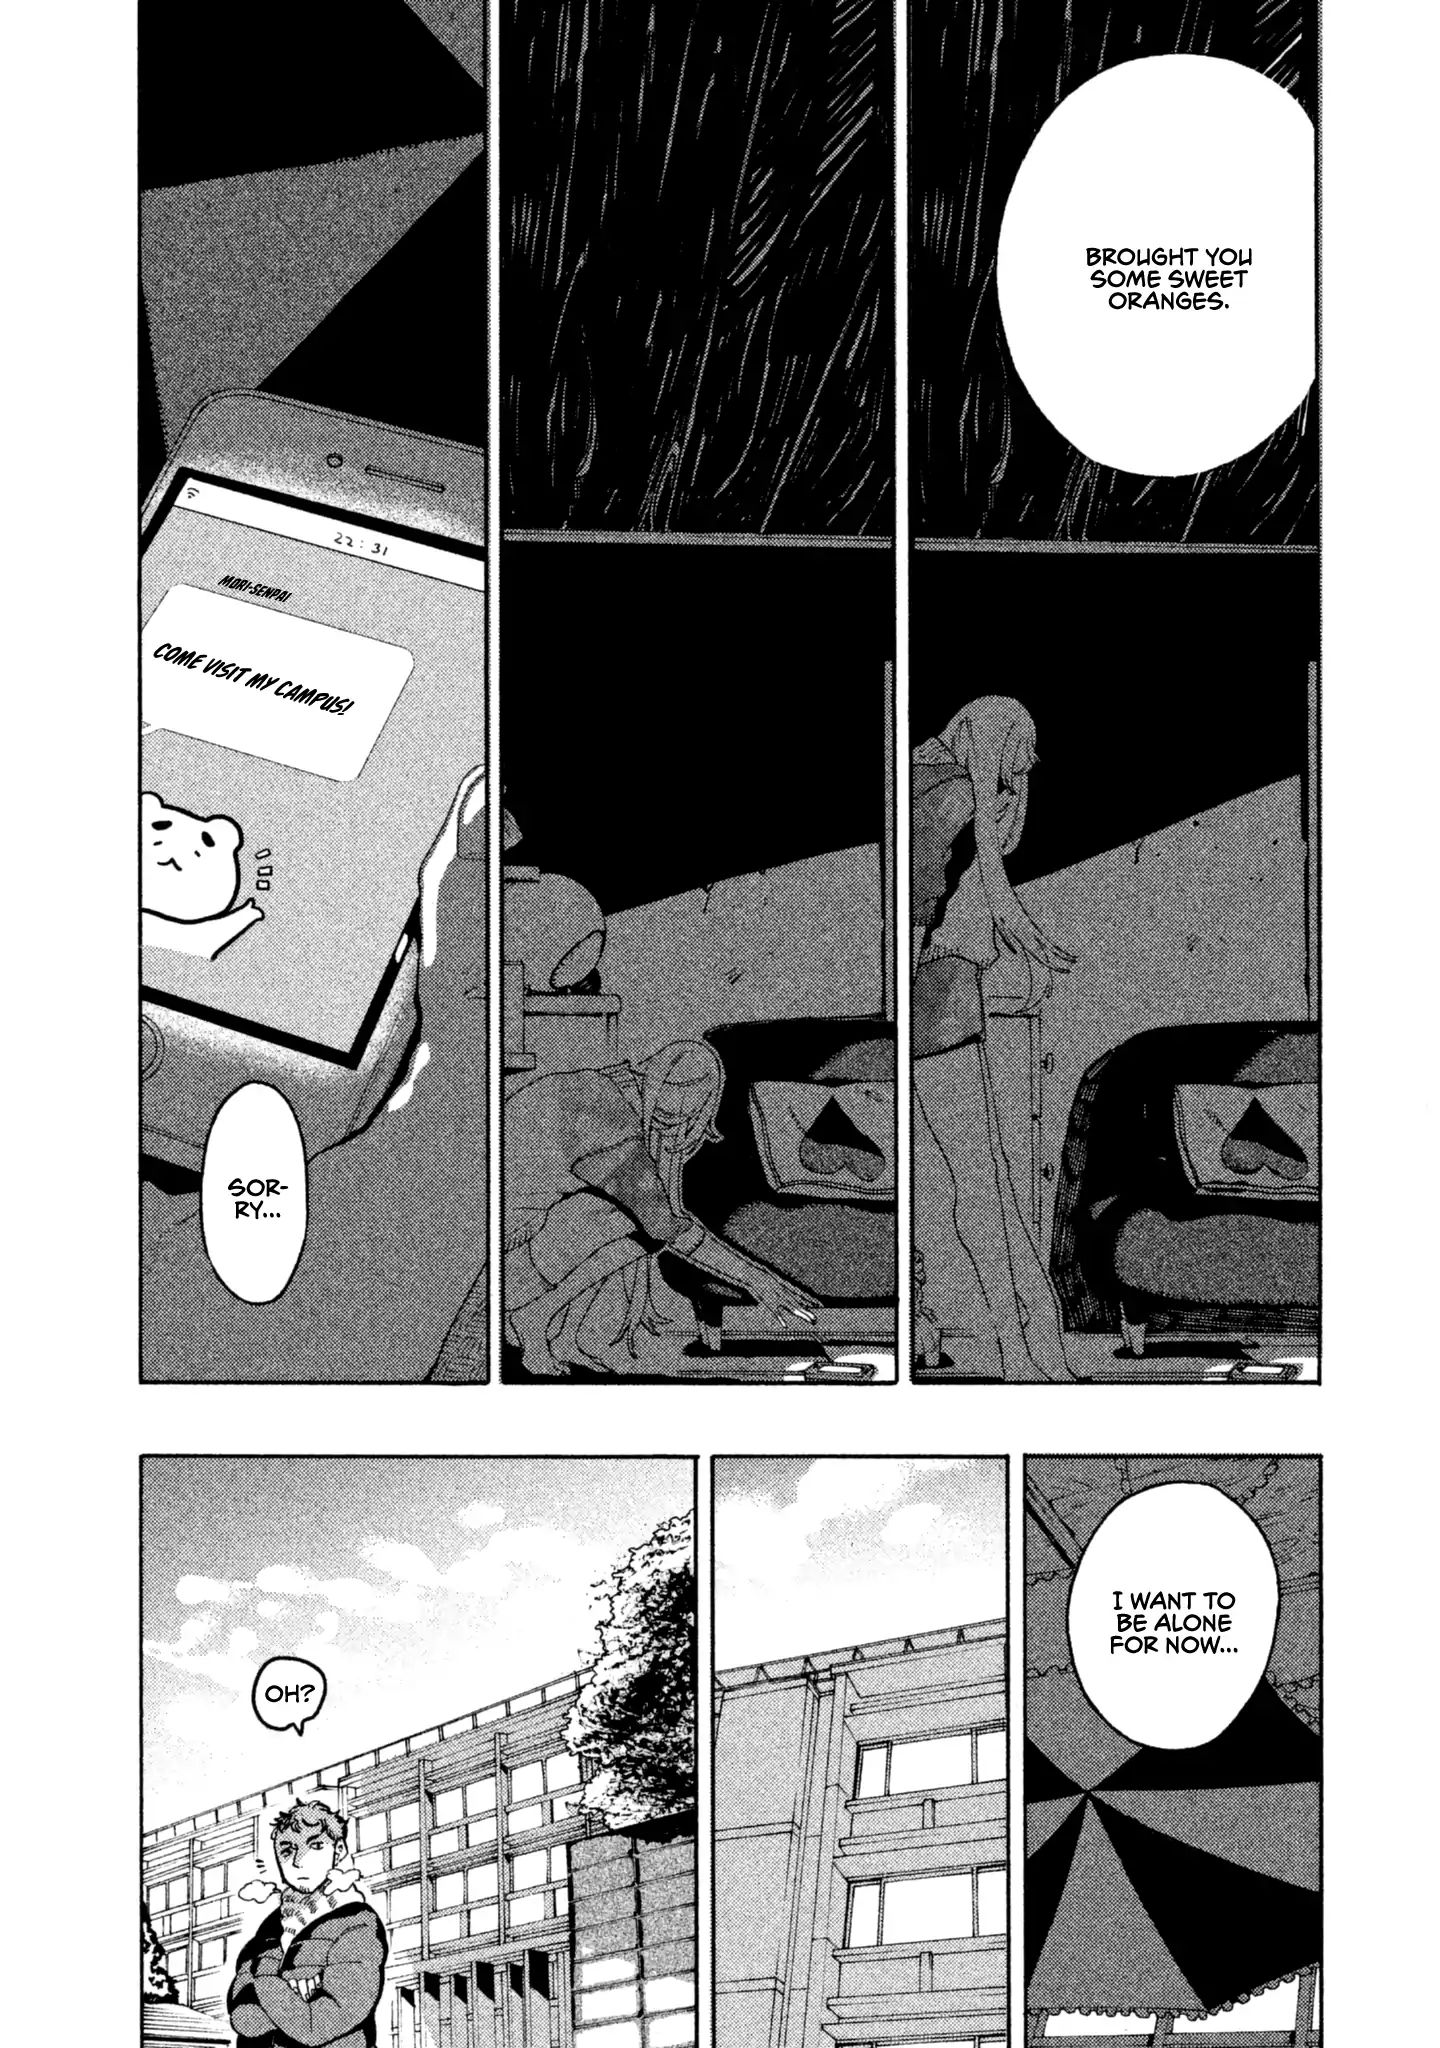 BROUGHT YOU
SOME SWEET
ORANGES.
22:31
MORI-SENPAI
COME VISIT MY CAMPUS!
SOR-
RY...
I WANT TO
BE ALONE
FOR NOW...
OH?